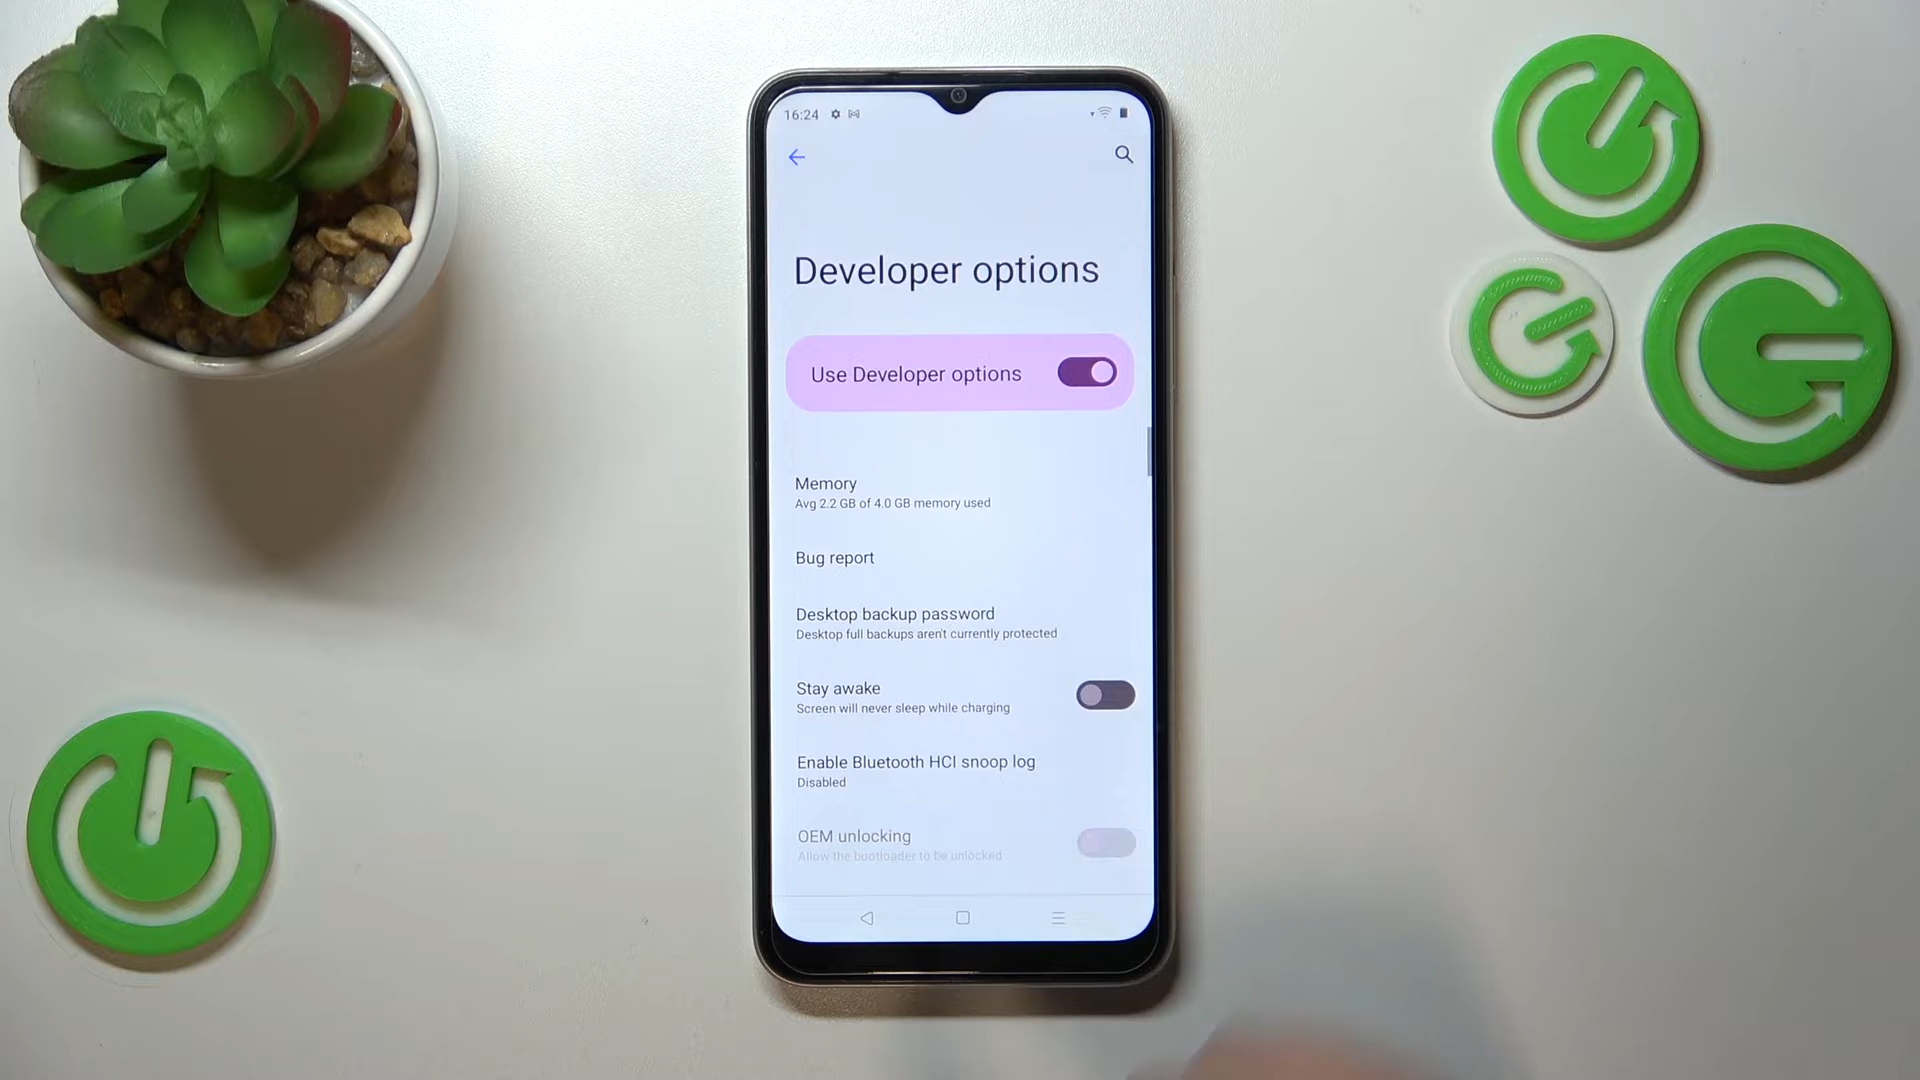 16:24
Developer options
Use Developer options
Memory
Avg 2.2 GB of 4.0 GB memory used
Bug report
Desktop backup password
Desktop full backups aren't currently protected
Stay awake
Screen will never sleep while charging
Enable Bluetooth HCI snoop log
Disabled
OEM unlocking
Allow the bootloader to be unlocked